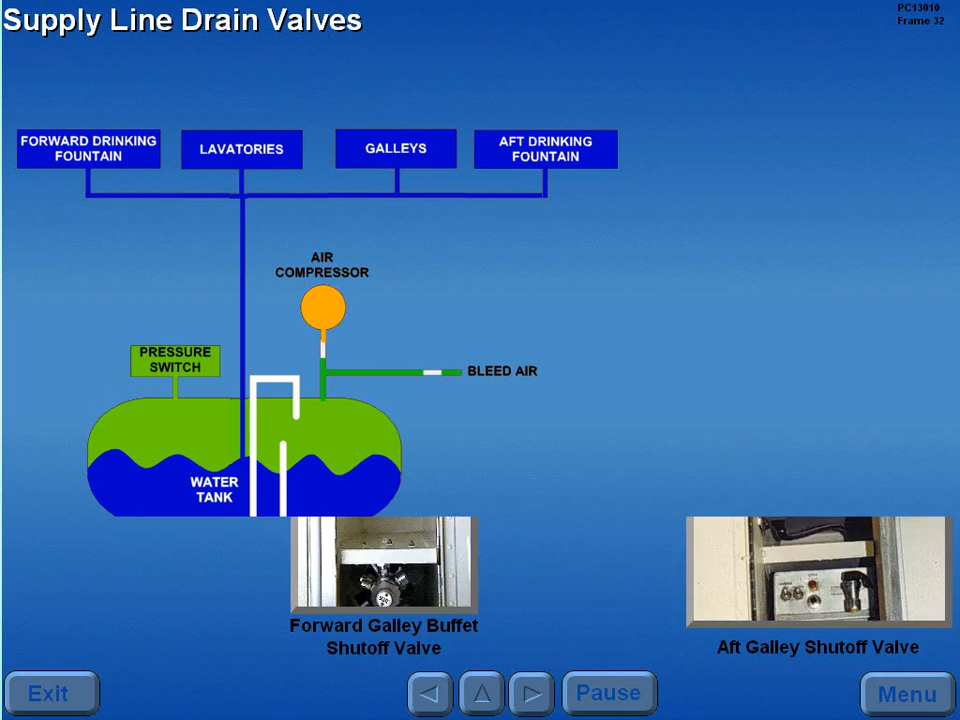 Supply Line Drain Valves
PC13010
Frame 32
FORWARD DRINKING
FOUNTAIN
LAVATORIES
GALLEYS
AFT DRINKING
FOUNTAIN
AIR
COMPRESSOR
PRESSURE
SWITCH
BLEED AIR
WATER
TANK
Forward Galley Buffet
Shutoff Valve
Aft Galley Shutoff Valve
Exit
Pause
Menu